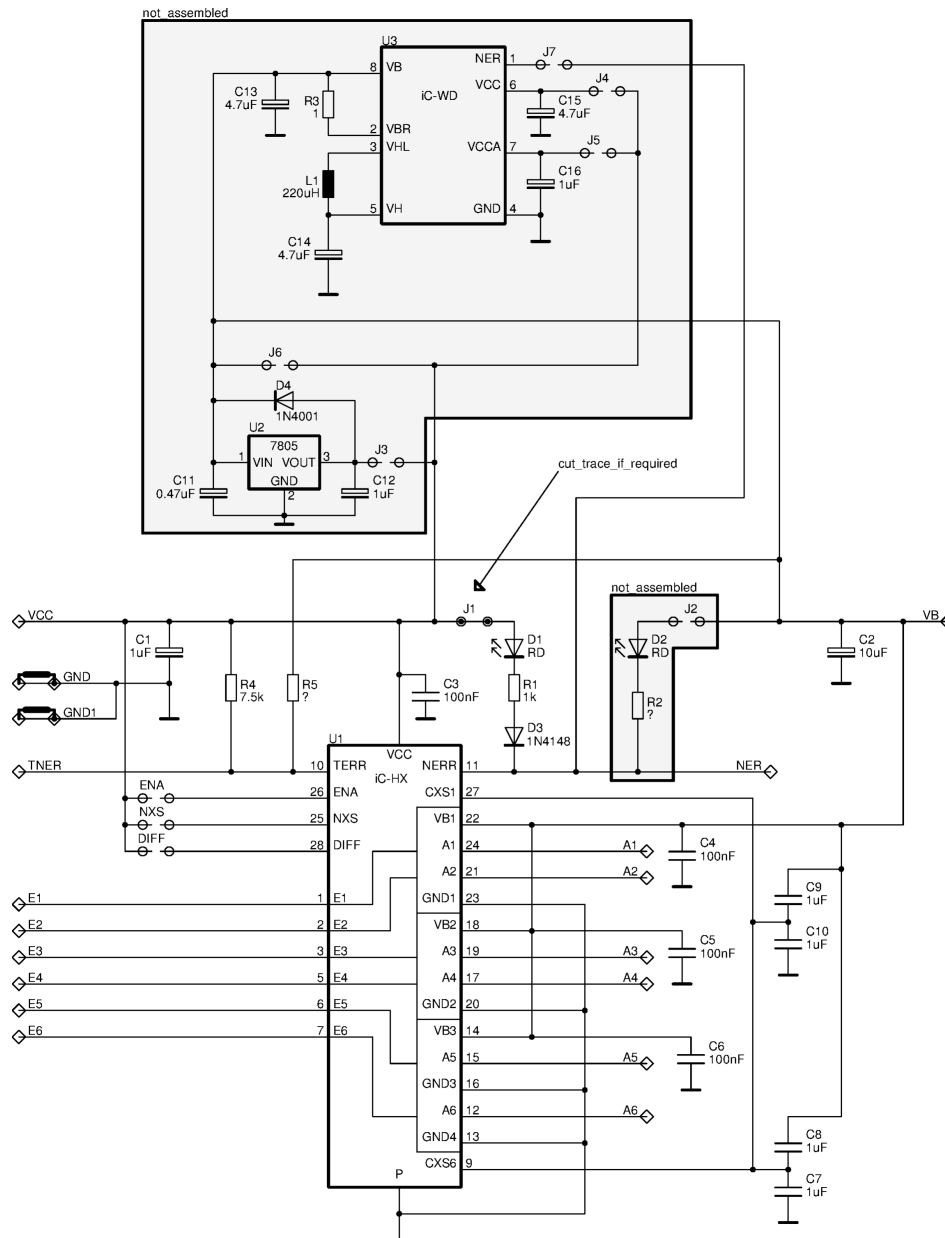 not_assembled
U3
J7
NER 1
8 VB
VCC 6
J4
iC-WD
C13
4.7uF
R3
1
C15
4.7uF
2 VBR
3 VHL
VCCA 7
J5
L1
220uH
C16
1uF
5 VH
GND 4
C14
4.7uF
J6
D4
1N4001
U2
7805
1 VIN VOUT 3
J3
GND
2
C11
0.47uF
C12
1uF
cut_trace_if_required
not_assembled
VCC
J1
J2
VB
C1
1uF
D1
RD
D2
RD
C2
10uF
GND
R4
7.5k
R5
?
C3
100nF
R1
1k
R2
?
GND1
D3
1N4148
U1
VCC
TNER
10 TERR
NERR 11
NER
iC-HX
ENA
26 ENA
CXS1 27
NXS
25 NXS
VB1 22
DIFF
28 DIFF
A1 24
A1
C4
100nF
A2 21
A2
E1
1 E1
GND1 23
C9
1uF
E2
2 E2
VB2 18
E3
3 E3
A3 19
A3
C5
100nF
C10
1uF
E4
5 E4
A4 17
A4
E5
6 E5
GND2 20
E6
7 E6
VB3 14
C6
100nF
A5 15
A5
GND3 16
A6 12
A6
GND4 13
C8
1uF
CXS6 9
P
C7
1uF